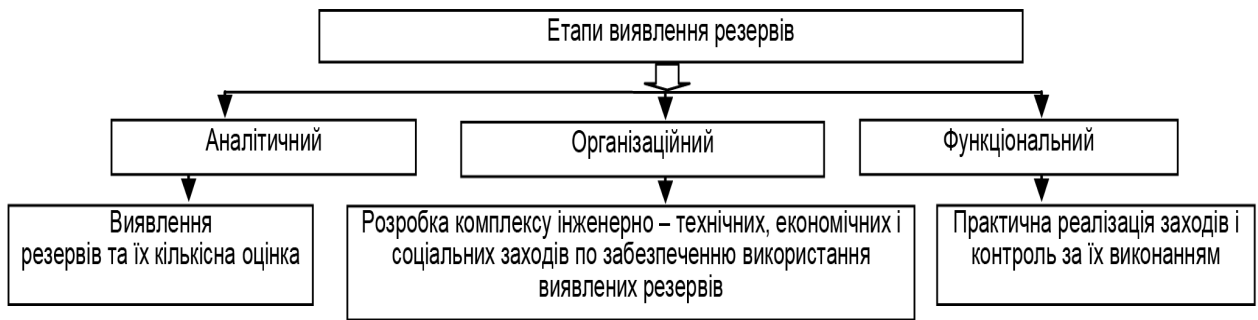 Етапи виявлення резервів
Аналітичний
Організаційний
Функціональний
Виявлення
резервів та їх кількісна оцінка
Розробка комплексу інженерно – технічних, економічних і
соціальних заходів по забезпеченню використання
виявлених резервів
Практична реалізація заходів і
контроль за їх виконанням